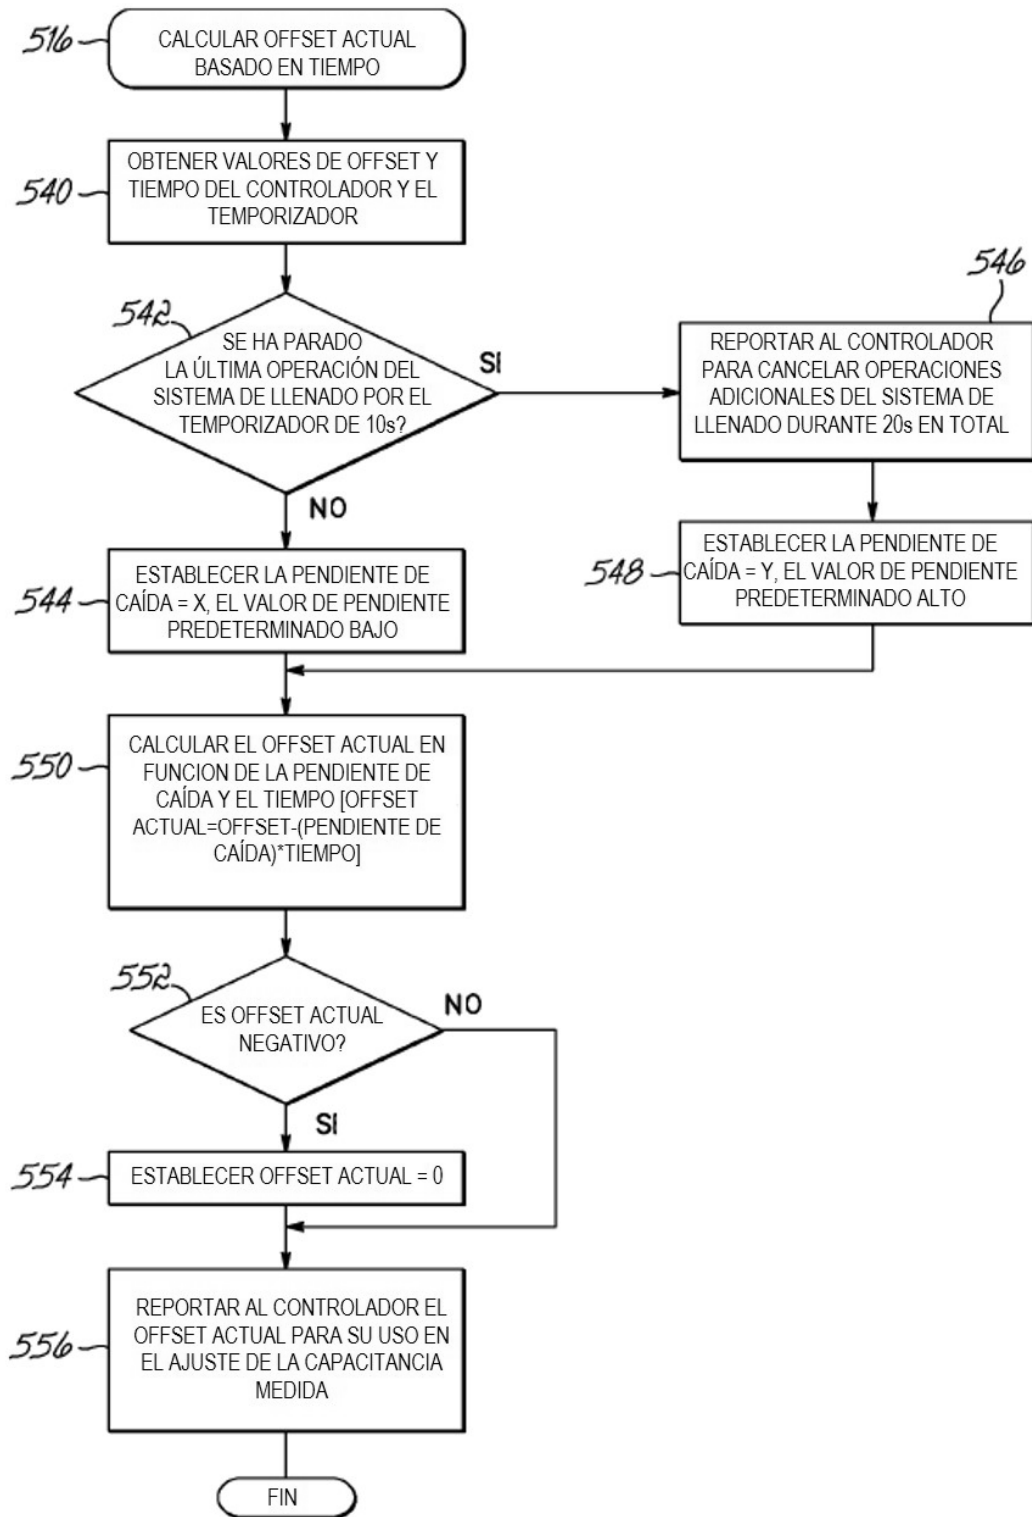 516
CALCULAR OFFSET ACTUAL
BASADO EN TIEMPO
540
OBTENER VALORES DE OFFSET Y
TIEMPO DEL CONTROLADOR Y EL
TEMPORIZADOR
542
SE HA PARADO
LA ÚLTIMA OPERACIÓN DEL
SISTEMA DE LLENADO POR EL
TEMPORIZADOR DE 10s?
SI
NO
546
REPORTAR AL CONTROLADOR
PARA CANCELAR OPERACIONES
ADICIONALES DEL SISTEMA DE
LLENADO DURANTE 20s EN TOTAL
544
ESTABLECER LA PENDIENTE DE
CAÍDA = X, EL VALOR DE PENDIENTE
PREDETERMINADO BAJO
548
ESTABLECER LA PENDIENTE DE
CAÍDA = Y, EL VALOR DE PENDIENTE
PREDETERMINADO ALTO
550
CALCULAR EL OFFSET ACTUAL EN
FUNCION DE LA PENDIENTE DE
CAÍDA Y EL TIEMPO [OFFSET
ACTUAL=OFFSET-(PENDIENTE DE
CAÍDA)*TIEMPO]
552
ES OFFSET ACTUAL
NEGATIVO?
NO
SI
554
ESTABLECER OFFSET ACTUAL = 0
556
REPORTAR AL CONTROLADOR EL
OFFSET ACTUAL PARA SU USO EN
EL AJUSTE DE LA CAPACITANCIA
MEDIDA
FIN